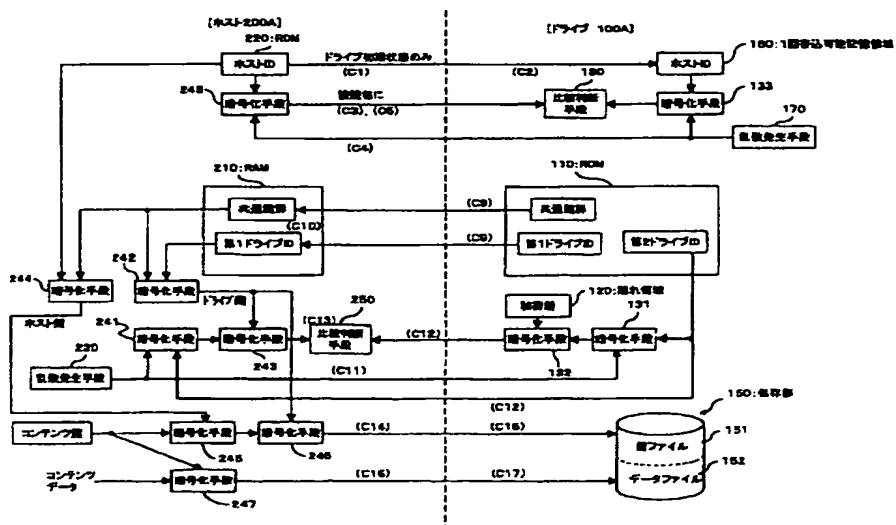 [ホスト200A]
[ドライブ 100A]
220:ROM
160:1回書込可能記憶領域
ホストID
ドライブ初期状態のみ
(C1)
(C2)
190
ホストID
248
暗号化手段
接続毎に
(C3),(C5)
比較判断
手段
暗号化手段
133
170
(C4)
乱数発生手段
210:RAM
110:ROM
共通鍵群
(C10)
(C8)
共通鍵群
第1ドライブID
(C9)
第1ドライブID
第2ドライブID
244
242
暗号化手段
暗号化手段
ドライブ鍵
ホスト鍵
241
250
120:隠れ領域
131
(C13)
暗号化手段
暗号化手段
比較判断
手段
(C12)
暗号化手段
暗号化手段
230
243
132
乱数発生手段
(C11)
(C12)
150:保存部
コンテンツ鍵
暗号化手段
暗号化手段
(C14)
(C15)
151
245
246
鍵ファイル
152
コンテンツ
データ
暗号化手段
(C16)
(C17)
データファイル
247